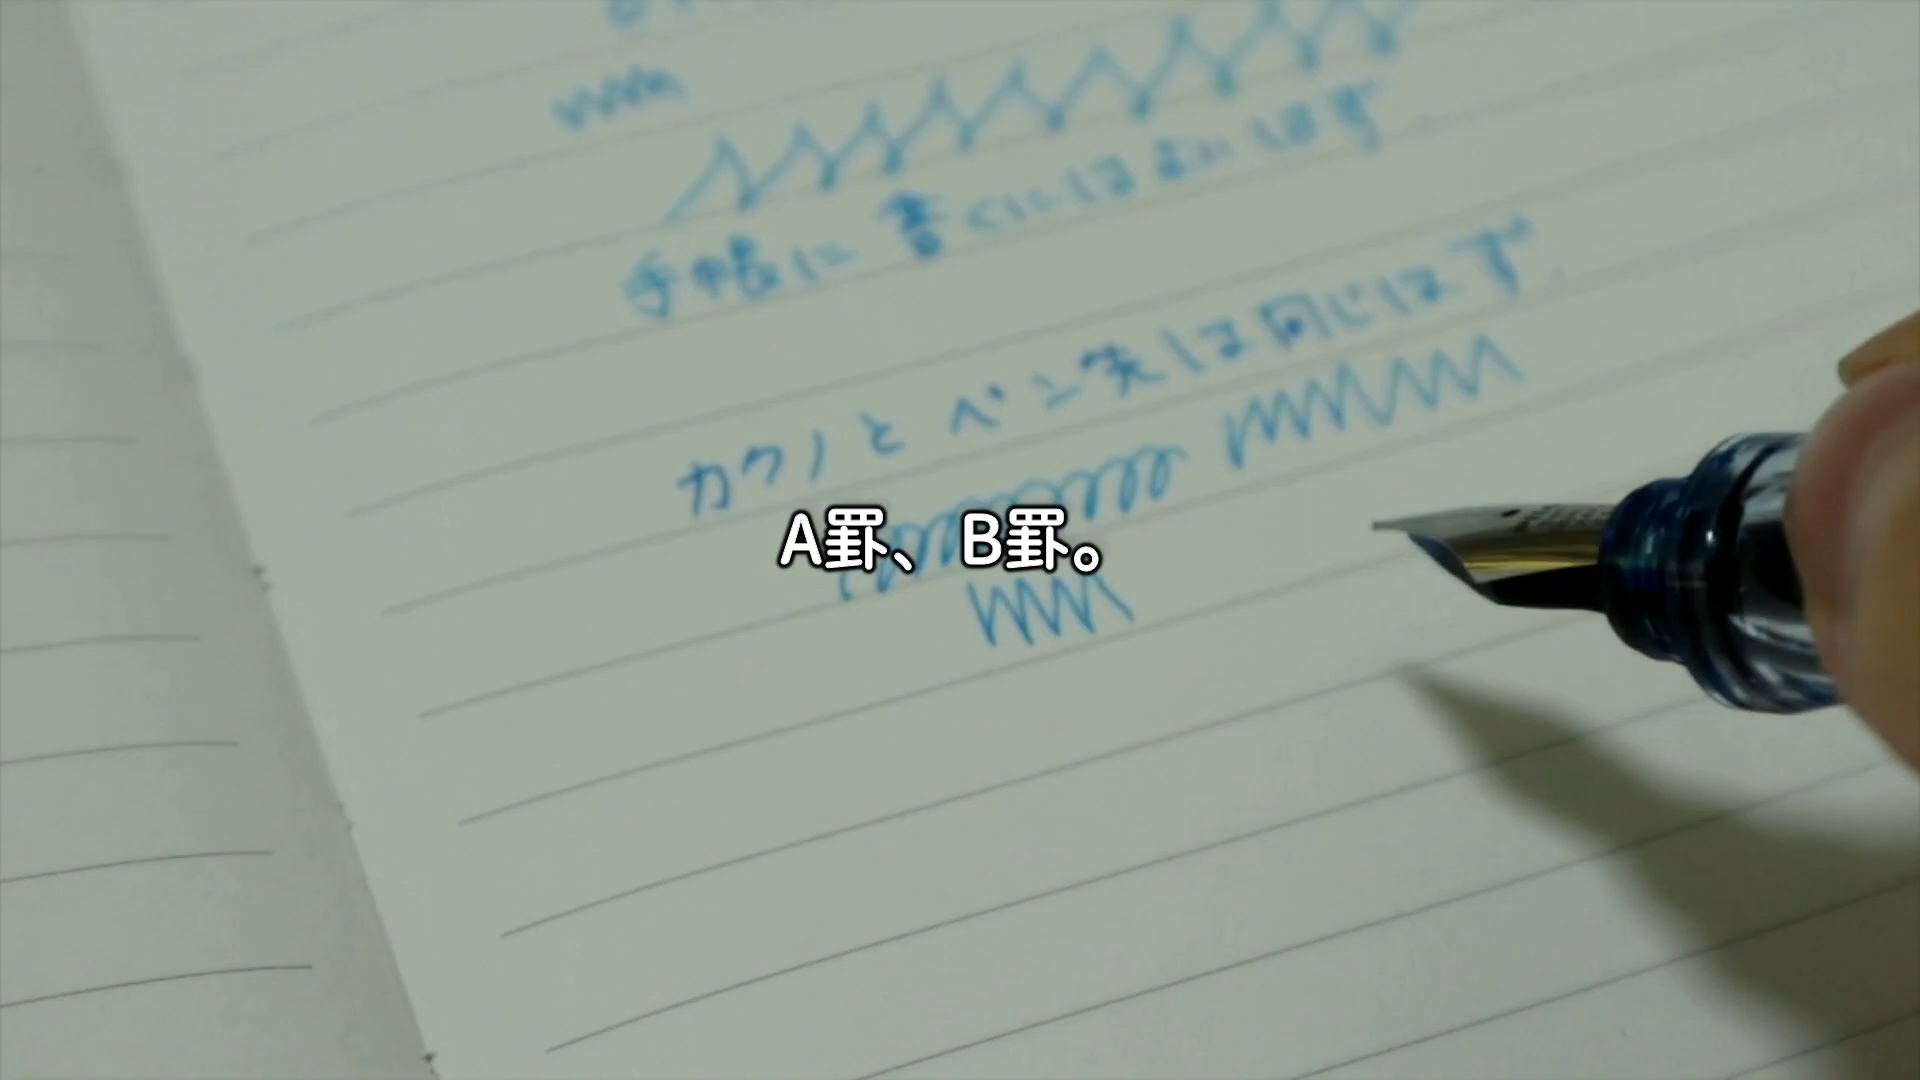 手帳に書くにはよいはず
カクノとペン先は同じはず.
A罫、B罫。